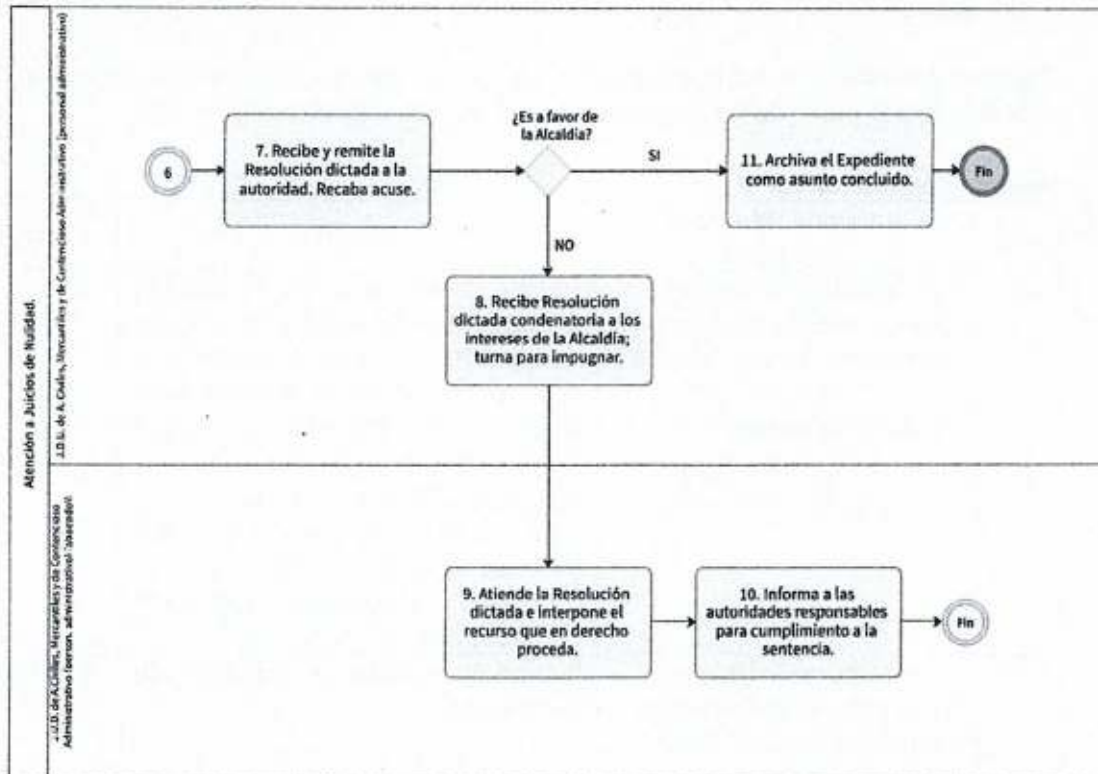 Atención a Juicios de Nulidad.
J.D.U. de A. Civiles, Mercantiles y de Contencioso Administrativo (personal administrativo)
6
7. Recibe y remite la
Resolución dictada a la
autoridad. Recaba acuse.
¿Es a favor de
la Alcaldía?
SI
11. Archiva el Expediente
como asunto concluido.
Fin
NO
8. Recibe Resolución
dictada condenatoria a los
intereses de la Alcaldía;
turna para impugnar.
J.U.D. de A.Civiles, Mercantiles y de Contencioso
Administrativo
9. Atiende la Resolución
dictada e interpone el
recurso que en derecho
proceda.
10. Informa a las
autoridades responsables
para cumplimiento a la
sentencia.
Fin